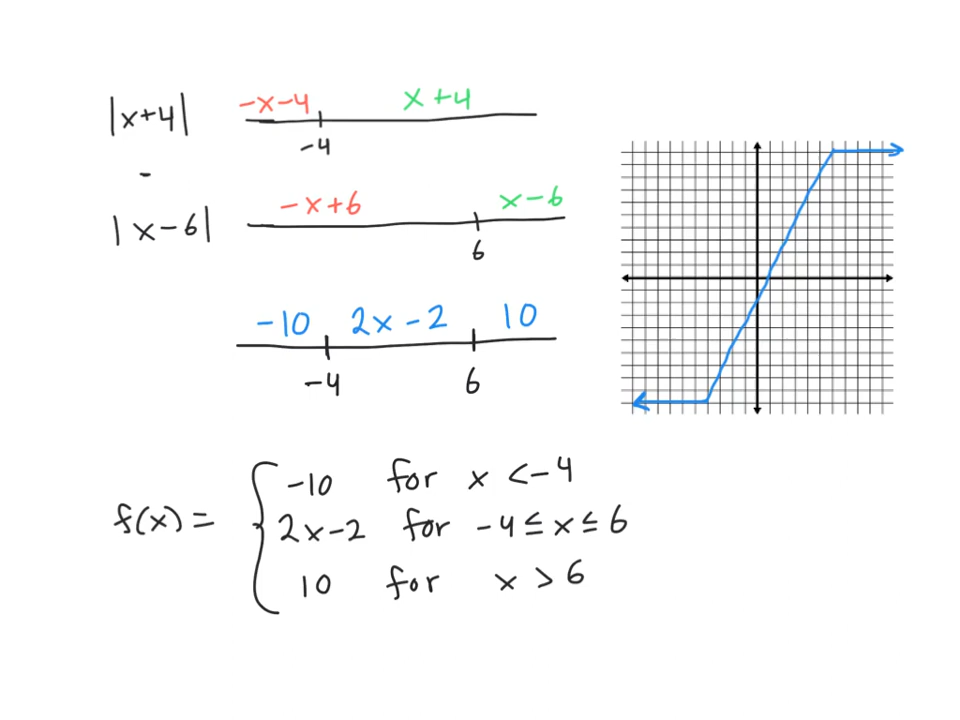 |x+4| -x-4 x+4
-4
-
|x-6| -x+6 x-6
6
-10 2x-2 10
-4 6
f(x) = { -10 for x < -4
2x-2 for -4 ≤ x ≤ 6
10 for x > 6